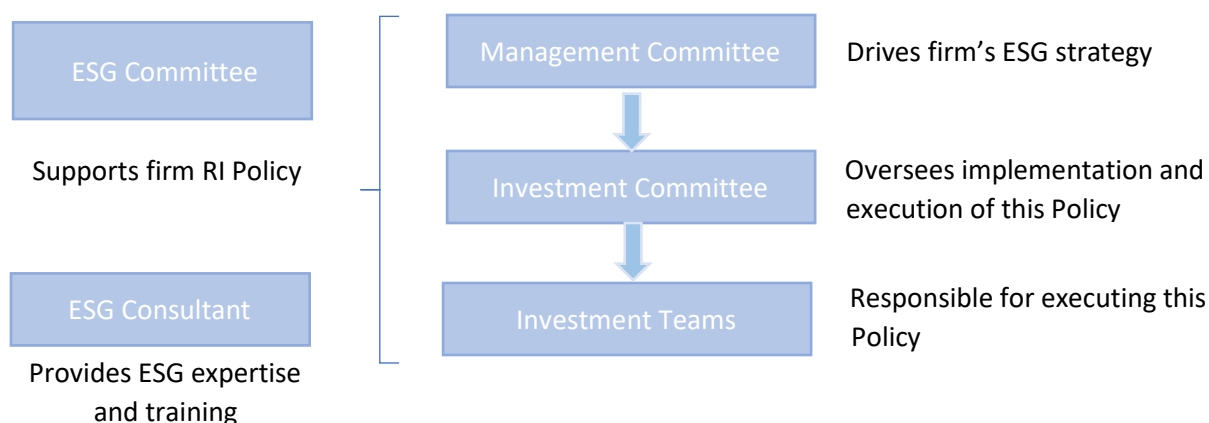 ESG Committee
Supports firm RI Policy
ESG Consultant
Provides ESG expertise
and training
Management Committee
Drives firm’s ESG strategy
Investment Committee
Oversees implementation and
execution of this Policy
Investment Teams
Responsible for executing this
Policy